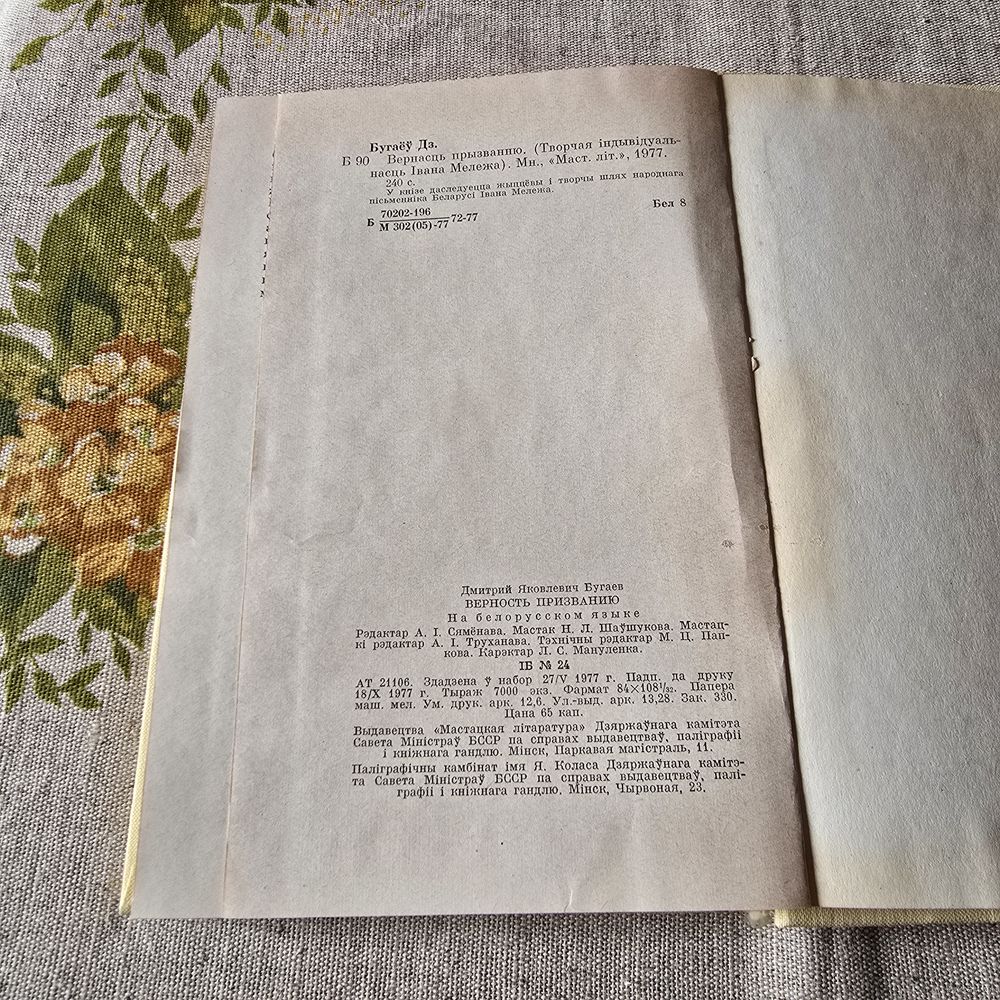 Бугаёў Дз.
Б 90 Вернасць прызванню. (Творчая індывідуаль-
насць Івана Мележа). Мн., «Маст. літ.», 1977.
240 с.
У кнізе даследуецца жыццёвы і творчы шлях народнага
пісьменніка Беларусі Івана Мележа.
Б 70202-196
М 302(05)-77 72-77
Бел 8
Дмитрий Яковлевич Бугаев
ВЕРНОСТЬ ПРИЗВАНИЮ
На белорусском языке
Рэдактар А. І. Сямёнава. Мастак Н. Л. Шаўшукова. Мастац-
кі рэдактар А. І. Труханава. Тэхнічны рэдактар М. Ц. Пап-
кова. Карэктар Л. С. Мануленка.
ІБ № 24
АТ 21106. Здадзена ў набор 27/V 1977 г. Падп. да друку
18/X 1977 г. Тыраж 7000 экз. Фармат 84×108¹/₃₂. Папера
маш. мел. Ум. друк. арк. 12,6. Ул.-выд. арк. 13,28. Зак. 330.
Цана 65 кап.
Выдавецтва «Мастацкая літаратура» Дзяржаўнага камітэта
Савета Міністраў БССР па справах выдавецтваў, паліграфіі
і кніжнага гандлю. Мінск, Паркавая магістраль, 11.
Паліграфічны камбінат імя Я. Коласа Дзяржаўнага камітэ-
та Савета Міністраў БССР па справах выдавецтваў, палі-
графіі і кніжнага гандлю. Мінск, Чырвоная, 23.